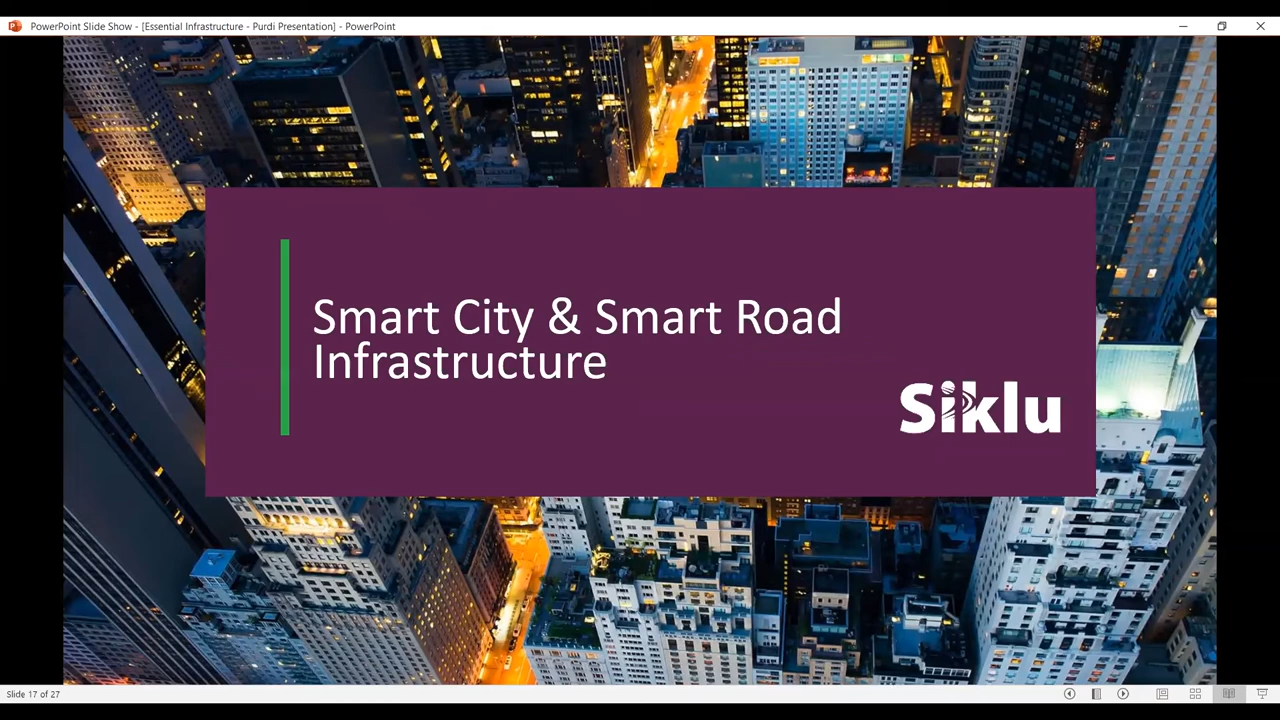 PowerPoint Slide Show - [Essential Infrastructure - Purdi Presentation] - PowerPoint
Smart City & Smart Road
Infrastructure
Siklu
Slide 17 of 27